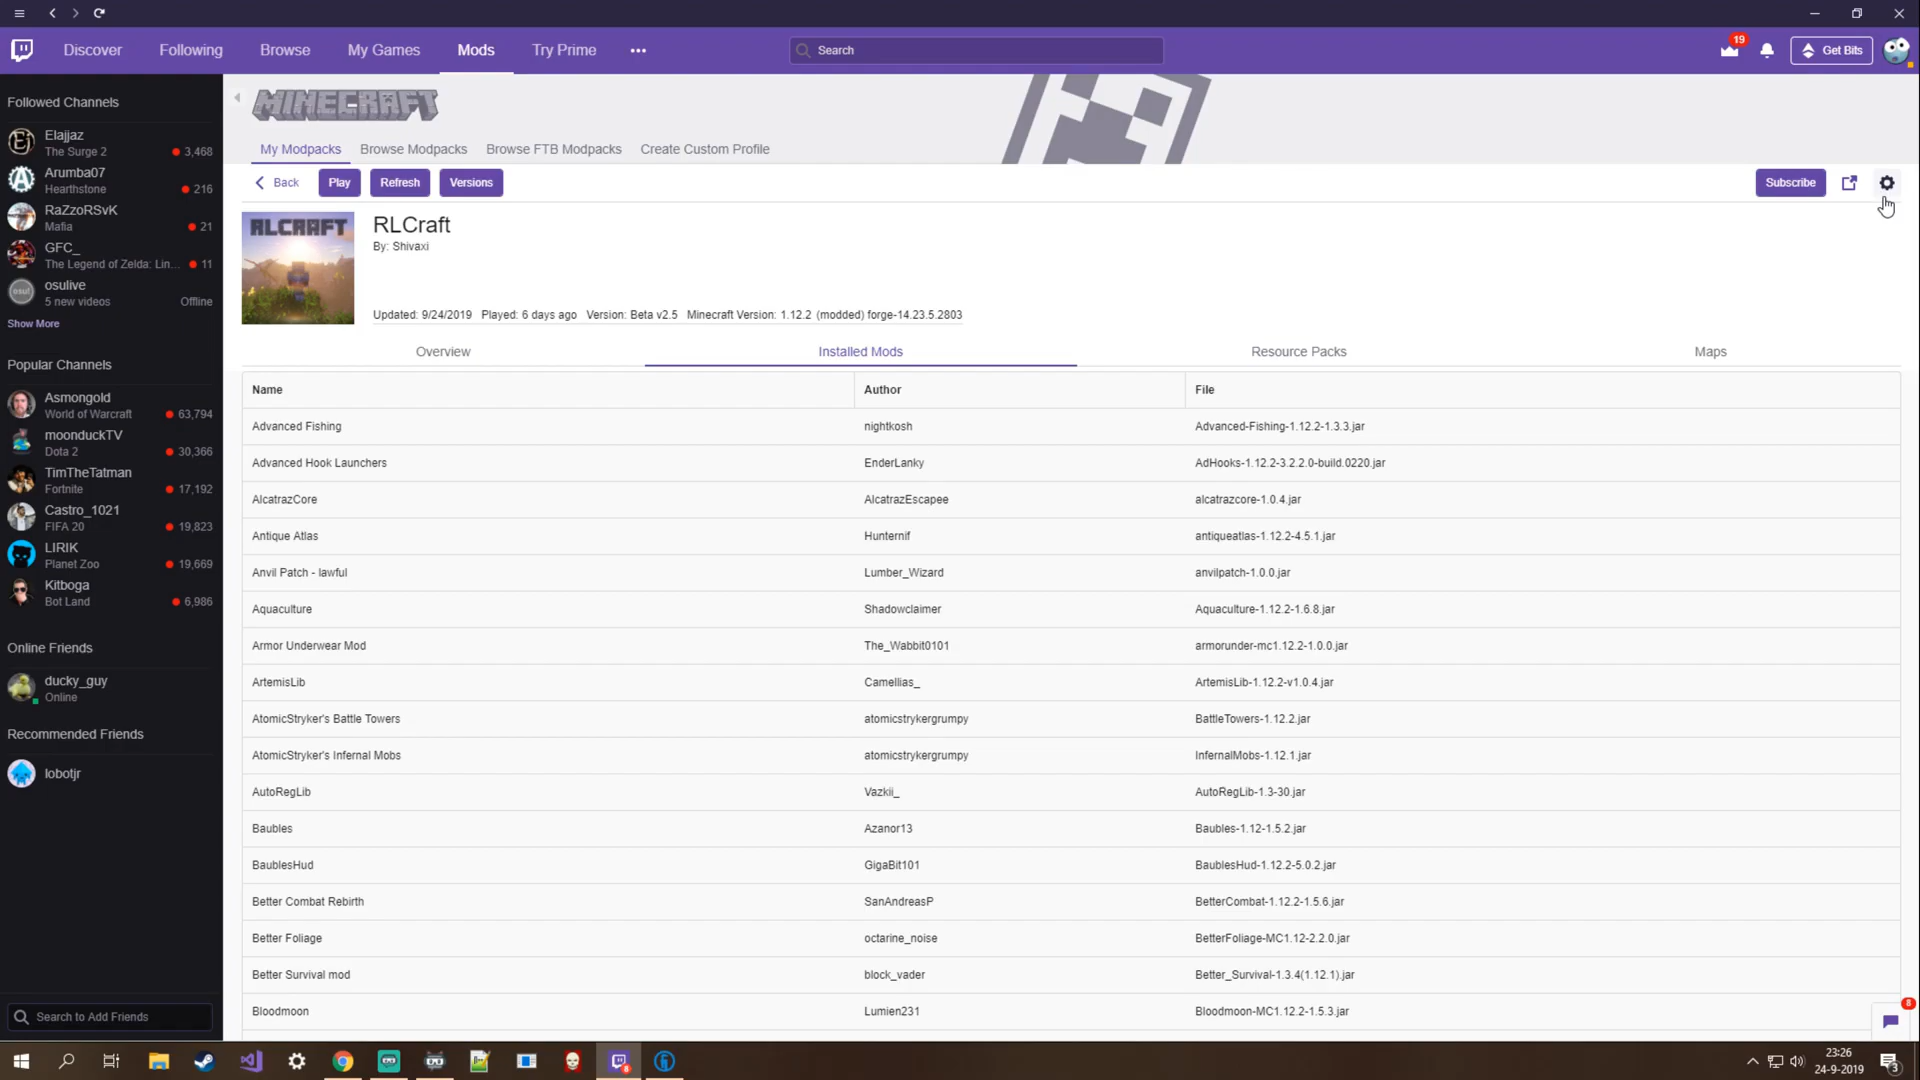 Discover Following Browse My Games Mods Try Prime Search 19 Get Bits
Followed Channels
Elajjaz
The Surge 2 3,468
Arumba07
Hearthstone 216
RaZzoRSvK
Mafia 21
GFC_
The Legend of Zelda: Lin... 11
osulive
5 new videos Offline
Show More
Popular Channels
Asmongold
World of Warcraft 63,794
moonduckTV
Dota 2 30,366
TimTheTatman
Fortnite 17,192
Castro_1021
FIFA 20 19,823
LIRIK
Planet Zoo 19,669
Kitboga
Bot Land 6,986
Online Friends
ducky_guy
Online
Recommended Friends
lobotjr
Search to Add Friends
MINECRAFT
My Modpacks Browse Modpacks Browse FTB Modpacks Create Custom Profile
Back Play Refresh Versions Subscribe
RLCRAFT
RLCraft
By: Shivaxi
Updated: 9/24/2019 Played: 6 days ago Version: Beta v2.5 Minecraft Version: 1.12.2 (modded) forge-14.23.5.2803
Overview Installed Mods Resource Packs Maps
Name Author File
Advanced Fishing nightkosh Advanced-Fishing-1.12.2-1.3.3.jar
Advanced Hook Launchers EnderLanky AdHooks-1.12.2-3.2.2.0-build.0220.jar
AlcatrazCore AlcatrazEscapee alcatrazcore-1.0.4.jar
Antique Atlas Hunternif antiqueatlas-1.12.2-4.5.1.jar
Anvil Patch - lawful Lumber_Wizard anvilpatch-1.0.0.jar
Aquaculture Shadowclaimer Aquaculture-1.12.2-1.6.8.jar
Armor Underwear Mod The_Wabbit0101 armorunder-mc1.12.2-1.0.0.jar
ArtemisLib Camellias_ ArtemisLib-1.12.2-v1.0.4.jar
AtomicStryker's Battle Towers atomicstrykergrumpy BattleTowers-1.12.2.jar
AtomicStryker's Infernal Mobs atomicstrykergrumpy InfernalMobs-1.12.1.jar
AutoRegLib Vazkii_ AutoRegLib-1.3-30.jar
Baubles Azanor13 Baubles-1.12-1.5.2.jar
BaublesHud GigaBit101 BaublesHud-1.12.2-5.0.2.jar
Better Combat Rebirth SanAndreasP BetterCombat-1.12.2-1.5.6.jar
Better Foliage octarine_noise BetterFoliage-MC1.12-2.2.0.jar
Better Survival mod block_vader Better_Survival-1.3.4(1.12.1).jar
Bloodmoon Lumien231 Bloodmoon-MC1.12.2-1.5.3.jar
8
23:26
24-9-2019
3